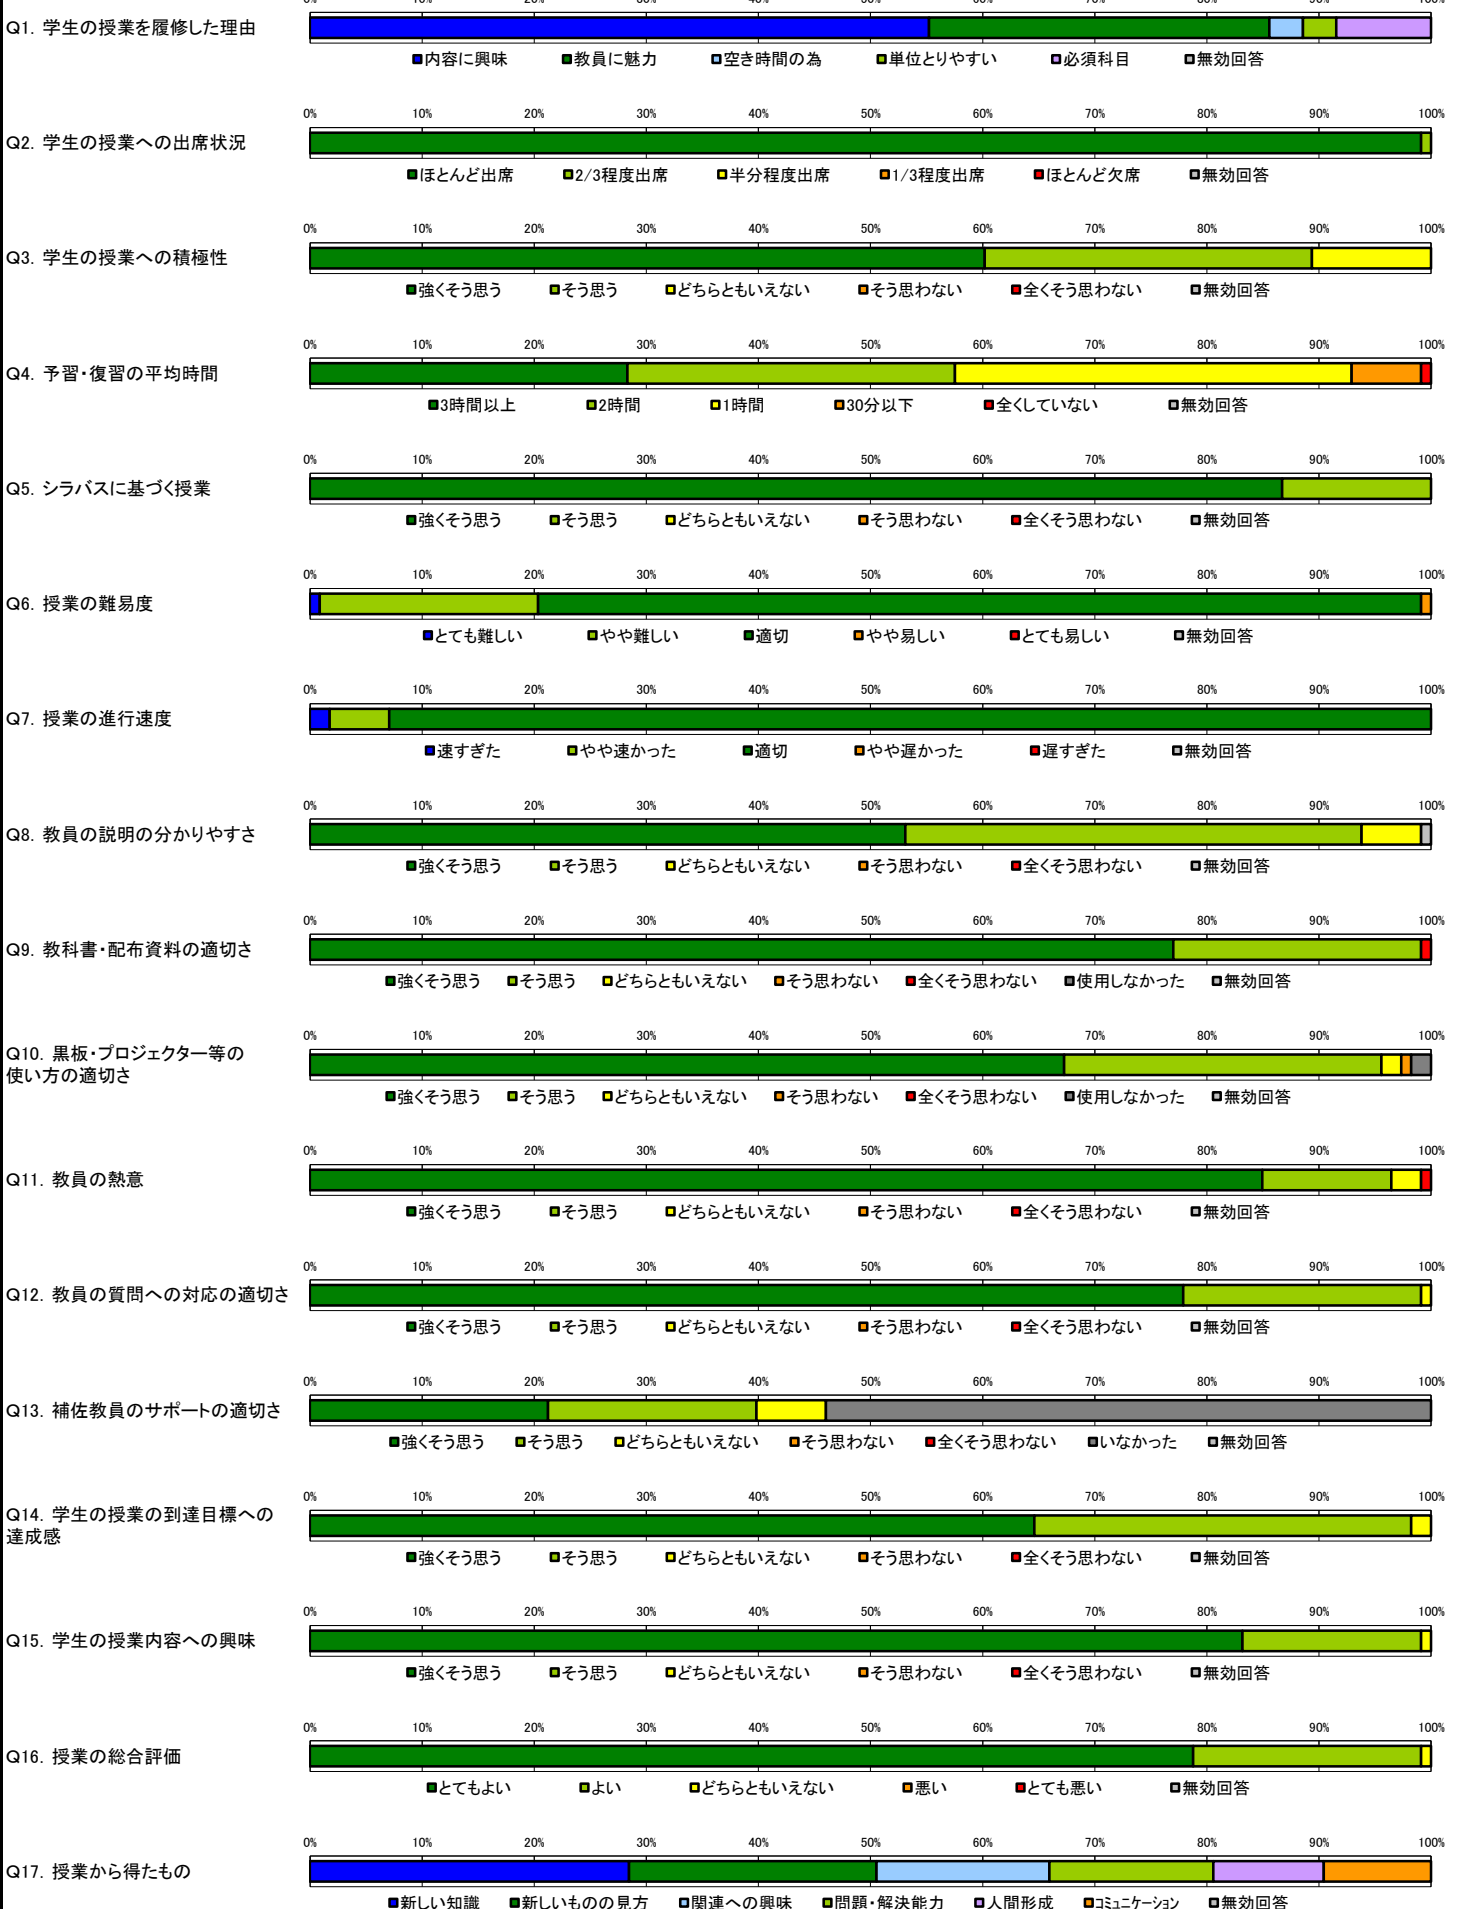 0% 10% 20% 30% 40% 50% 60% 70% 80% 90% 100%
Q1. 学生の授業を履修した理由
内容に興味 教員に魅力 空き時間の為 単位とりやすい 必須科目 無効回答
0% 10% 20% 30% 40% 50% 60% 70% 80% 90% 100%
Q2. 学生の授業への出席状況
ほとんど出席 2/3程度出席 半分程度出席 1/3程度出席 ほとんど欠席 無効回答
0% 10% 20% 30% 40% 50% 60% 70% 80% 90% 100%
Q3. 学生の授業への積極性
強くそう思う そう思う どちらともいえない そう思わない 全くそう思わない 無効回答
0% 10% 20% 30% 40% 50% 60% 70% 80% 90% 100%
Q4. 予習・復習の平均時間
3時間以上 2時間 1時間 30分以下 全くしていない 無効回答
0% 10% 20% 30% 40% 50% 60% 70% 80% 90% 100%
Q5. シラバスに基づく授業
強くそう思う そう思う どちらともいえない そう思わない 全くそう思わない 無効回答
0% 10% 20% 30% 40% 50% 60% 70% 80% 90% 100%
Q6. 授業の難易度
とても難しい やや難しい 適切 やや易しい とても易しい 無効回答
0% 10% 20% 30% 40% 50% 60% 70% 80% 90% 100%
Q7. 授業の進行速度
速すぎた やや速かった 適切 やや遅かった 遅すぎた 無効回答
0% 10% 20% 30% 40% 50% 60% 70% 80% 90% 100%
Q8. 教員の説明の分かりやすさ
強くそう思う そう思う どちらともいえない そう思わない 全くそう思わない 無効回答
0% 10% 20% 30% 40% 50% 60% 70% 80% 90% 100%
Q9. 教科書・配布資料の適切さ
強くそう思う そう思う どちらともいえない そう思わない 全くそう思わない 使用しなかった 無効回答
0% 10% 20% 30% 40% 50% 60% 70% 80% 90% 100%
Q10. 黒板・プロジェクター等の
使い方の適切さ
強くそう思う そう思う どちらともいえない そう思わない 全くそう思わない 使用しなかった 無効回答
0% 10% 20% 30% 40% 50% 60% 70% 80% 90% 100%
Q11. 教員の熱意
強くそう思う そう思う どちらともいえない そう思わない 全くそう思わない 無効回答
0% 10% 20% 30% 40% 50% 60% 70% 80% 90% 100%
Q12. 教員の質問への対応の適切さ
強くそう思う そう思う どちらともいえない そう思わない 全くそう思わない 無効回答
0% 10% 20% 30% 40% 50% 60% 70% 80% 90% 100%
Q13. 補佐教員のサポートの適切さ
強くそう思う そう思う どちらともいえない そう思わない 全くそう思わない いなかった 無効回答
0% 10% 20% 30% 40% 50% 60% 70% 80% 90% 100%
Q14. 学生の授業の到達目標への
達成感
強くそう思う そう思う どちらともいえない そう思わない 全くそう思わない 無効回答
0% 10% 20% 30% 40% 50% 60% 70% 80% 90% 100%
Q15. 学生の授業内容への興味
強くそう思う そう思う どちらともいえない そう思わない 全くそう思わない 無効回答
0% 10% 20% 30% 40% 50% 60% 70% 80% 90% 100%
Q16. 授業の総合評価
とてもよい よい どちらともいえない 悪い とても悪い 無効回答
0% 10% 20% 30% 40% 50% 60% 70% 80% 90% 100%
Q17. 授業から得たもの
新しい知識 新しいものの見方 関連への興味 問題・解決能力 人間形成 コミュニケーション 無効回答